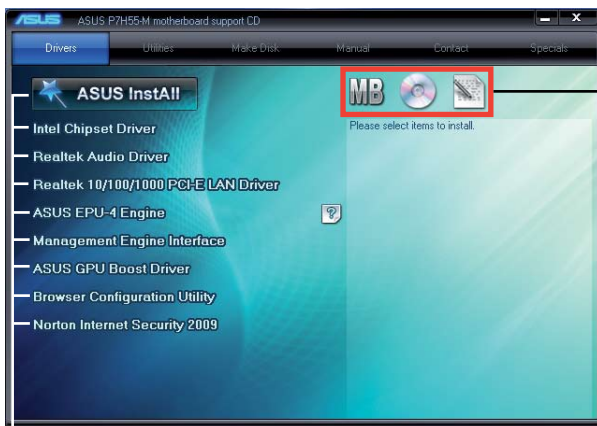 ASUS ASUS P7H55-M motherboard support CD
Drivers Utilities Make Disk Manual Contact Specials
ASUS InstAll
MB
Please select items to install.
Intel Chipset Driver
Realtek Audio Driver
Realtek 10/100/1000 PCI-E LAN Driver
ASUS EPU-4 Engine
?
Management Engine Interface
ASUS GPU Boost Driver
Browser Configuration Utility
Norton Internet Security 2009